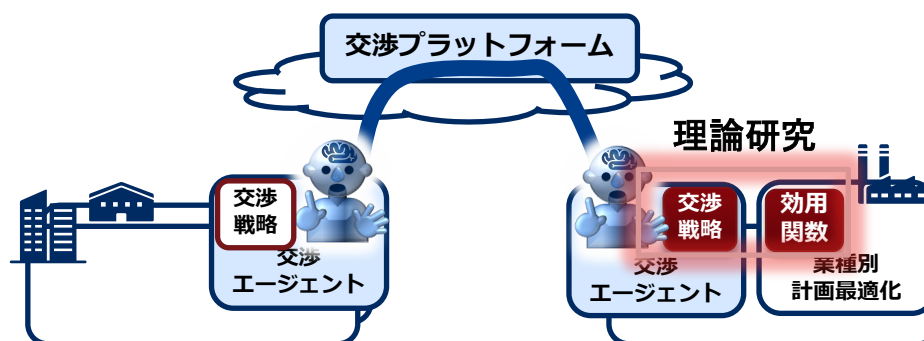 交渉プラットフォーム
理論研究
交渉
戦略
交渉
エージェント
交渉
戦略
効用
関数
交渉
エージェント
業種別
計画最適化